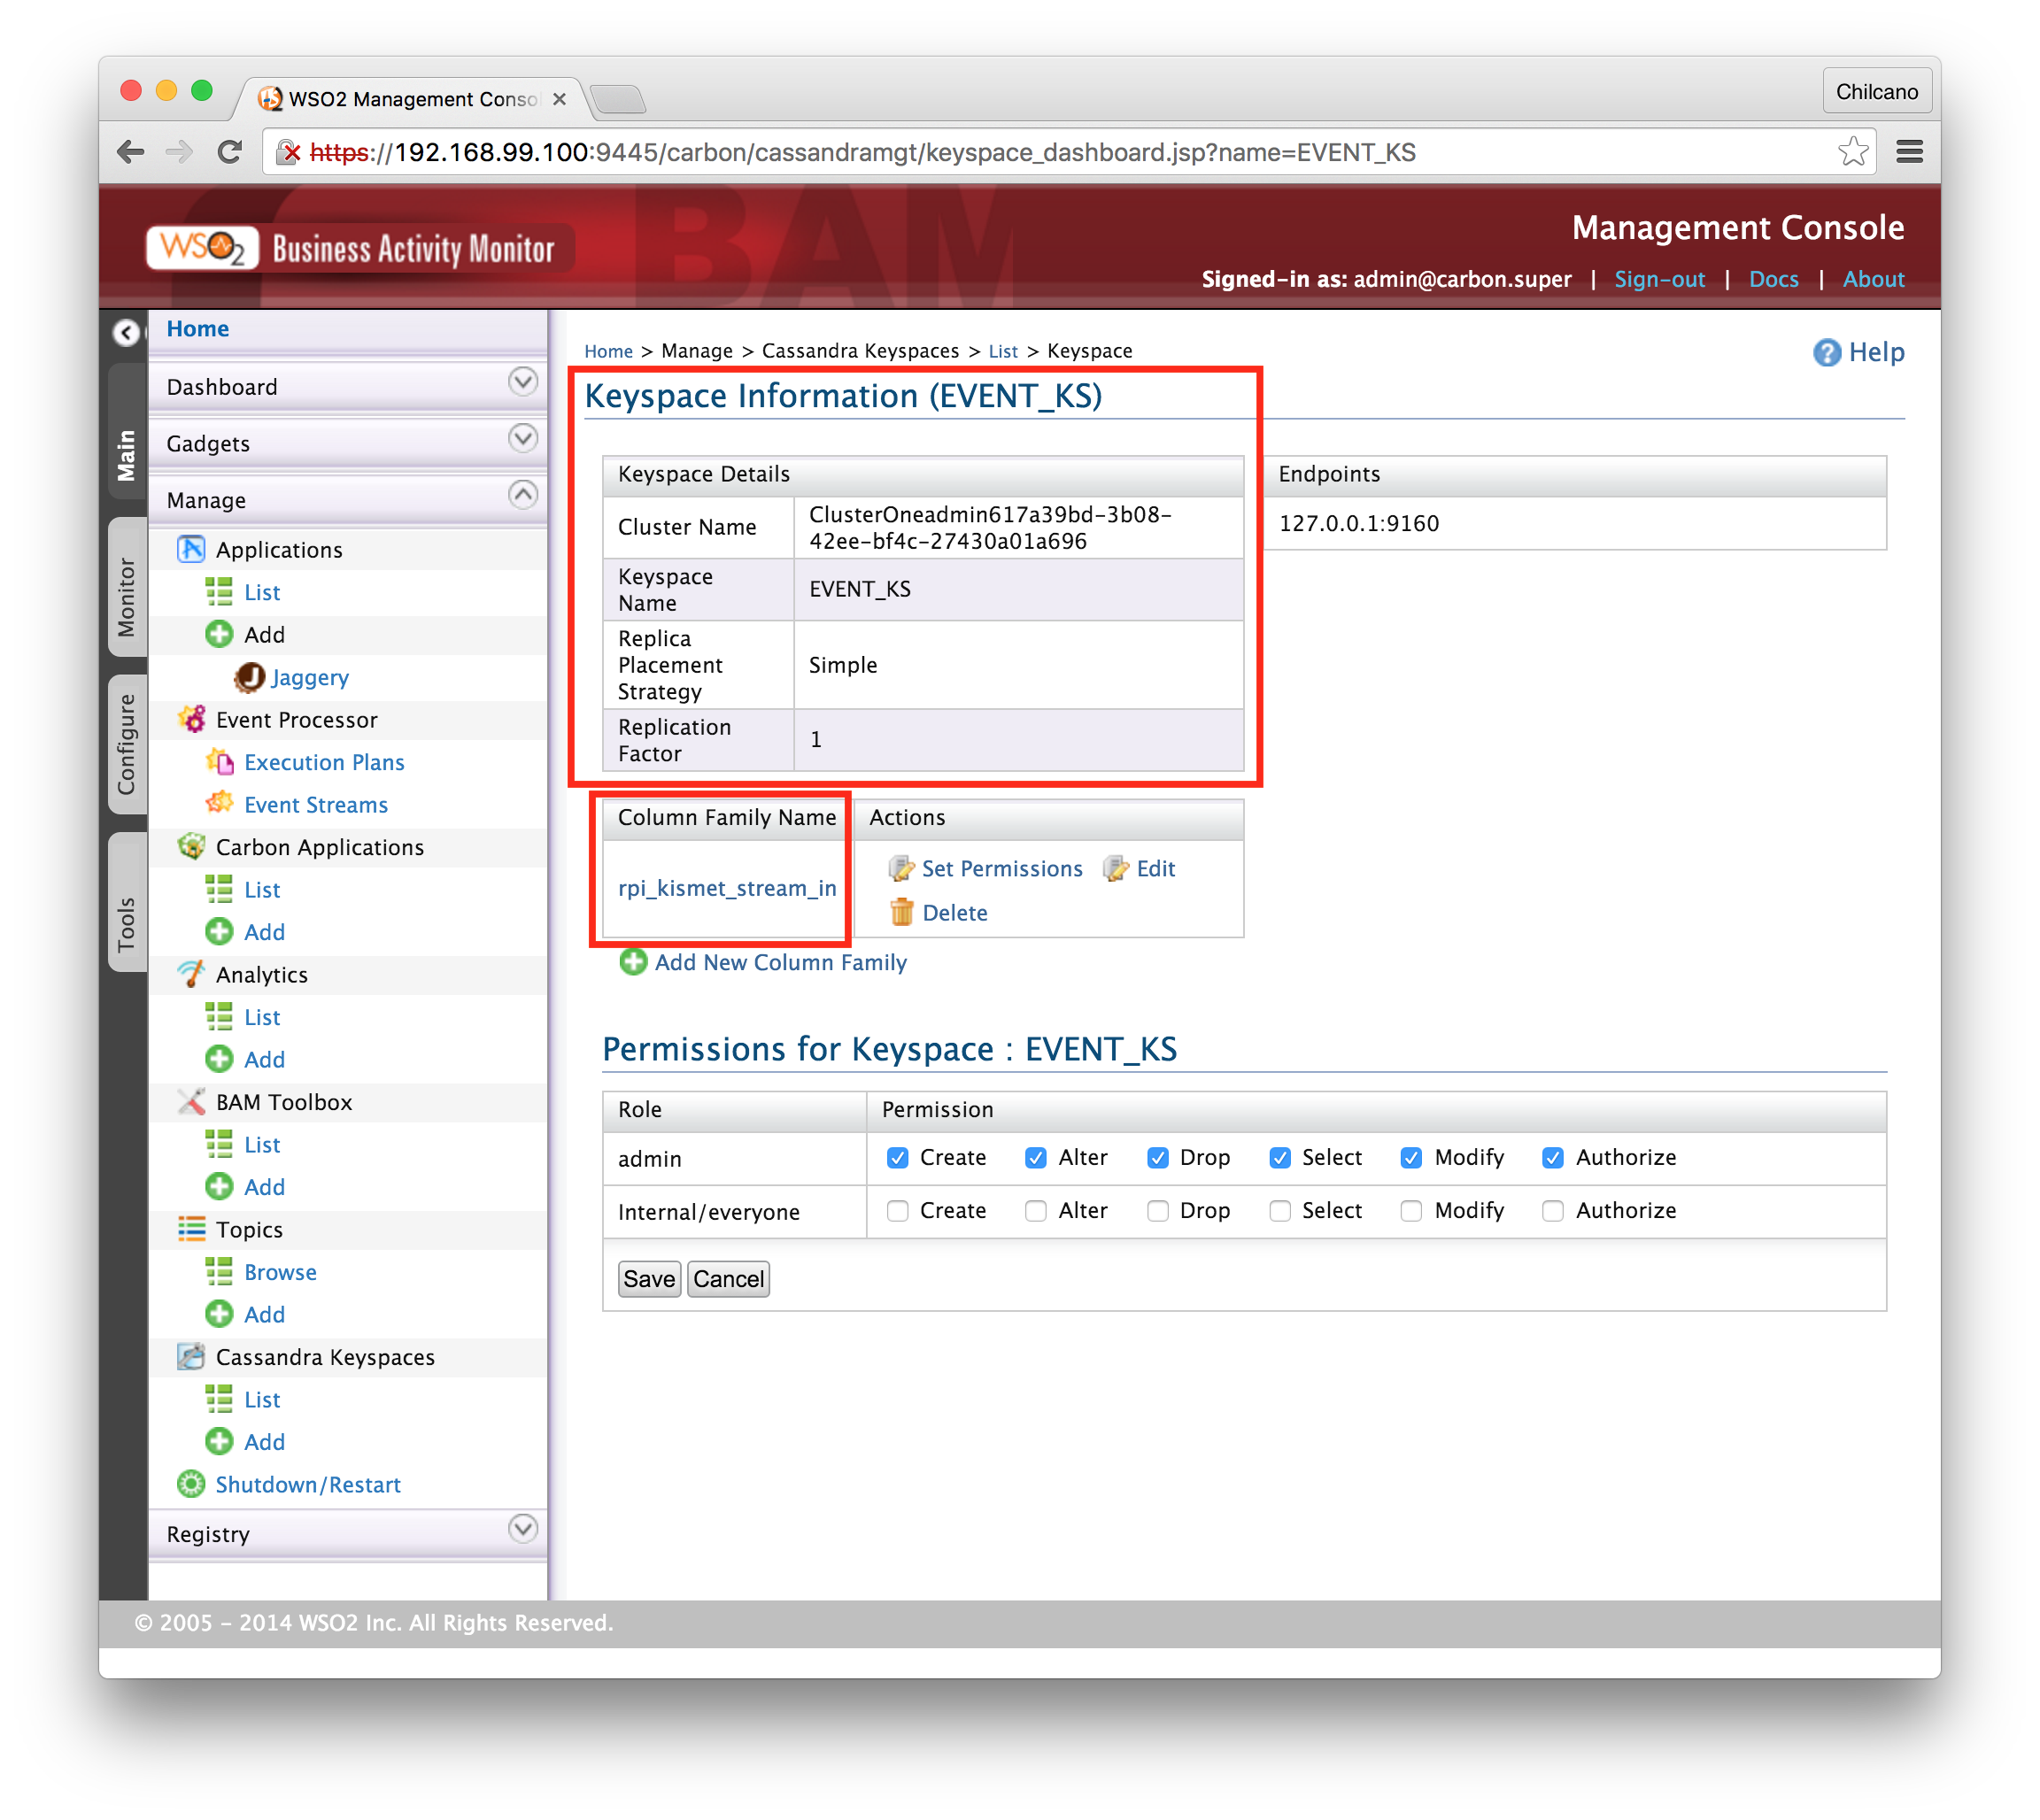 WSO2 Management Conso
Chilcano
https://192.168.99.100:9445/carbon/cassandramgt/keyspace_dashboard.jsp?name=EVENT_KS
BAM
WSO2 Business Activity Monitor
Management Console
Signed-in as: admin@carbon.super | Sign-out | Docs | About
Main
Monitor
Configure
Tools
Home
Dashboard
Gadgets
Manage
Applications
List
Add
Jaggery
Event Processor
Execution Plans
Event Streams
Carbon Applications
List
Add
Analytics
List
Add
BAM Toolbox
List
Add
Topics
Browse
Add
Cassandra Keyspaces
List
Add
Shutdown/Restart
Registry
Home > Manage > Cassandra Keyspaces > List > Keyspace
Help
Keyspace Information (EVENT_KS)
Keyspace Details
Cluster Name
ClusterOneadmin617a39bd-3b08-
42ee-bf4c-27430a01a696
Keyspace
Name
EVENT_KS
Replica
Placement
Strategy
Simple
Replication
Factor
1
Endpoints
127.0.0.1:9160
Column Family Name Actions
rpi_kismet_stream_in
Set Permissions Edit
Delete
Add New Column Family
Permissions for Keyspace : EVENT_KS
Role Permission
admin Create Alter Drop Select Modify Authorize
Internal/everyone Create Alter Drop Select Modify Authorize
Save Cancel
© 2005 - 2014 WSO2 Inc. All Rights Reserved.